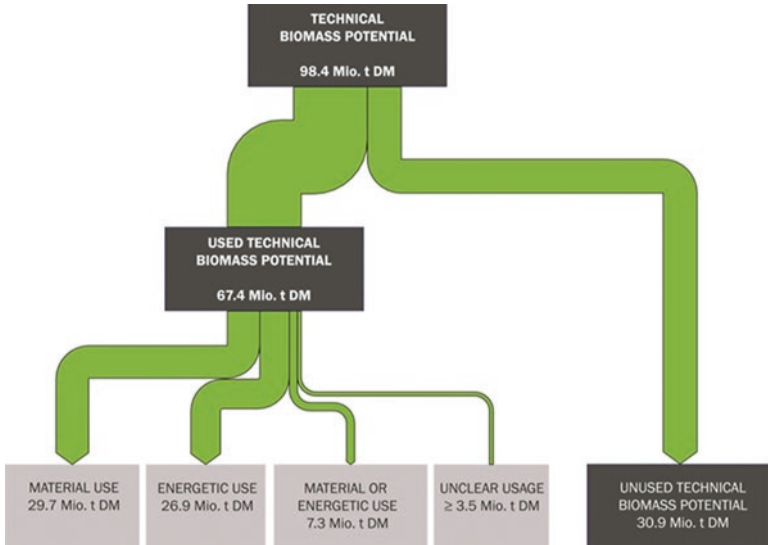 TECHNICAL
BIOMASS POTENTIAL
98.4 Mio. t DM
USED TECHNICAL
BIOMASS POTENTIAL
67.4 Mio. t DM
MATERIAL USE
29.7 Mio. t DM
ENERGETIC USE
26.9 Mio. t DM
MATERIAL OR
ENERGETIC USE
7.3 Mio. t DM
UNCLEAR USAGE
≥ 3.5 Mio. t DM
UNUSED TECHNICAL
BIOMASS POTENTIAL
30.9 Mio. t DM